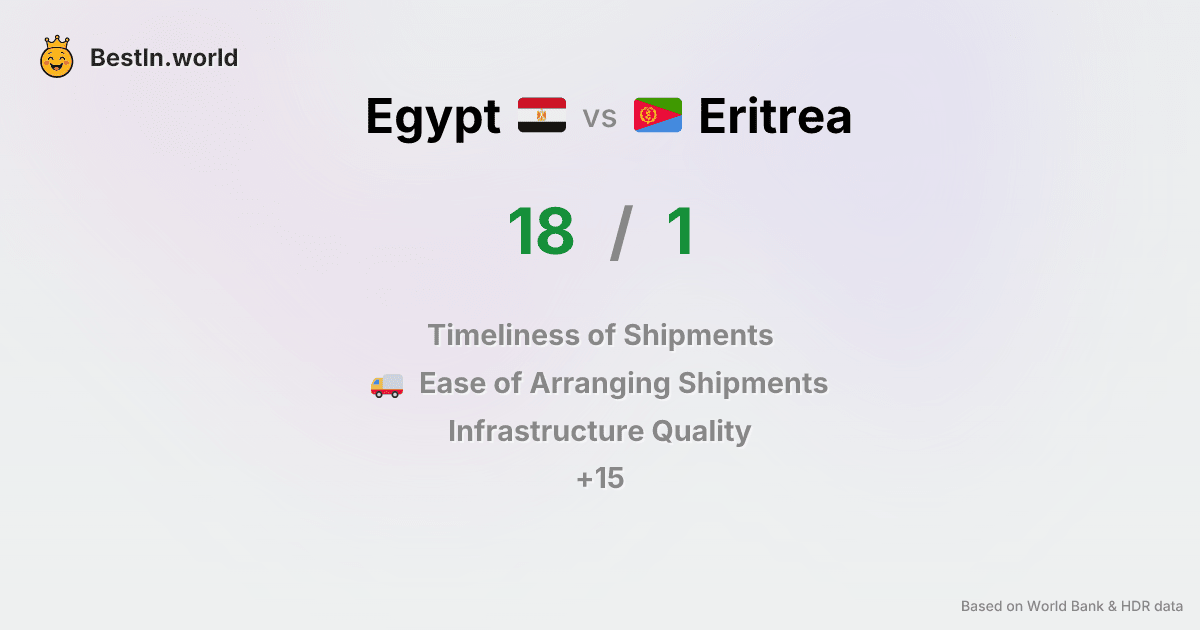 BestIn.world
Egypt vs Eritrea
18 / 1
Timeliness of Shipments
Ease of Arranging Shipments
Infrastructure Quality
+15
Based on World Bank & HDR data